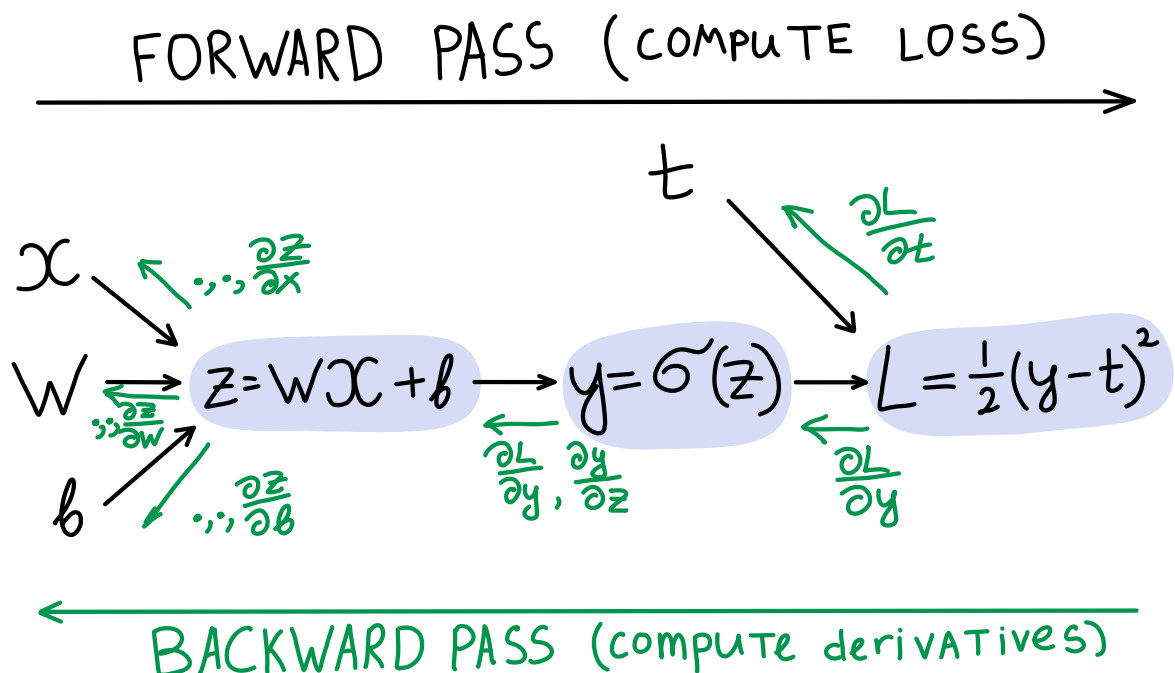 FORWARD PASS (COMPUTE LOSS)
t
∂L/∂t
x
·,·,∂z/∂x
W
·,·,∂z/∂W
b
·,·,∂z/∂b
z=Wx+b
∂L/∂y, ∂y/∂z
y=σ(z)
∂L/∂y
L=1/2(y-t)²
BACKWARD PASS (compute derivatives)